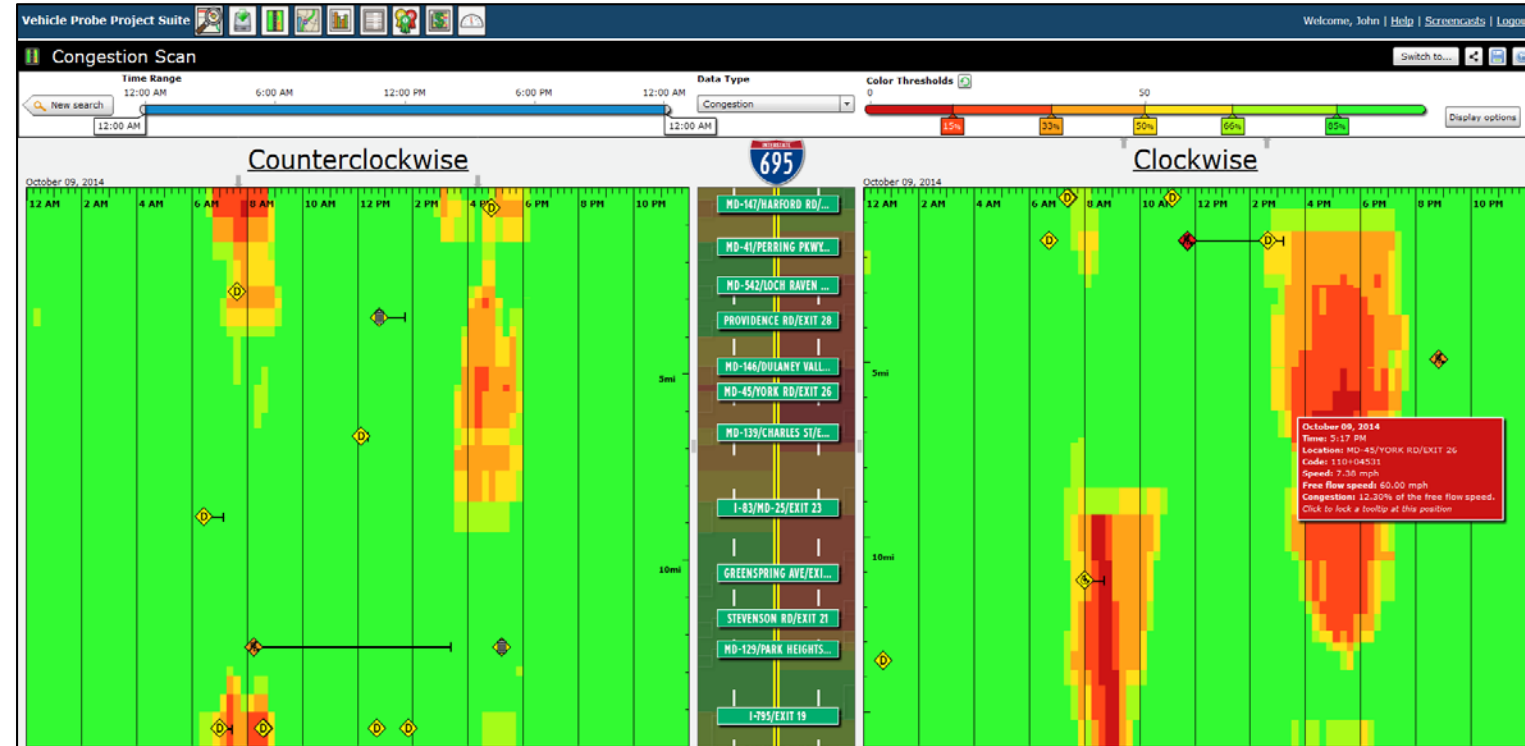 Vehicle Probe Project Suite
Welcome, John | Help | Screencasts | Logout
Congestion Scan
Switch to...
Time Range
Data Type
Color Thresholds
12:00 AM 6:00 AM 12:00 PM 6:00 PM 12:00 AM
0 50
New search
Congestion
Display options
12:00 AM 12:00 AM
15% 33% 50% 66% 85%
Counterclockwise
INTERSTATE
695
Clockwise
October 09, 2014
October 09, 2014
12 AM 2 AM 4 AM 6 AM 8 AM 10 AM 12 PM 2 PM 4 PM 6 PM 8 PM 10 PM
12 AM 2 AM 4 AM 6 AM 8 AM 10 AM 12 PM 2 PM 4 PM 6 PM 8 PM 10 PM
MD-147/HARFORD RD/...
MD-41/PERRING PKWY...
MD-542/LOCH RAVEN ...
PROVIDENCE RD/EXIT 28
MD-146/DULANEY VALL...
5mi
5mi
MD-45/YORK RD/EXIT 26
MD-139/CHARLES ST/E...
October 09, 2014
Time: 5:17 PM
Location: MD-45/YORK RD/EXIT 26
Code: 110+04531
Speed: 7.38 mph
Free flow speed: 60.00 mph
Congestion: 12.30% of the free flow speed.
Click to lock a tooltip at this position
I-83/MD-25/EXIT 23
10mi
10mi
GREENSPRING AVE/EXI...
STEVENSON RD/EXIT 21
MD-129/PARK HEIGHTS...
I-795/EXIT 19
D
D
D
D
D
D
D
D
D
D
D
D
D
D